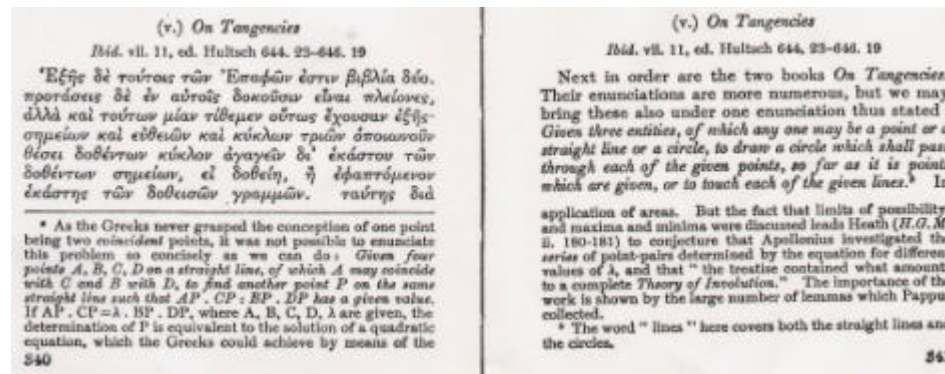 (v.) On Tangencies
Ibid. vii. 11, ed. Hultsch 644. 23–646. 19
Ἑξῆς δὲ τούτοις τῶν Ἐπαφῶν ἐστιν βιβλία δύο.
προτάσεις δὲ ἐν αὐτοῖς δοκοῦσιν εἶναι πλείονες,
ἀλλὰ καὶ τούτων μίαν τίθεμεν οὕτως ἔχουσαν ἑξῆς·
σημείων καὶ εὐθειῶν καὶ κύκλων τριῶν ὁποιωνοῦν
θέσει δοθέντων κύκλον ἀγαγεῖν δι' ἑκάστου τῶν
δοθέντων σημείων, εἰ δοθείη, ἢ ἐφαπτόμενον
ἑκάστης τῶν δοθεισῶν γραμμῶν. ταύτης διὰ
* As the Greeks never grasped the conception of one point
being two coincident points, it was not possible to enunciate
this problem so concisely as we can do: Given four
points A, B, C, D on a straight line, of which A may coincide
with C and B with D, to find another point P on the same
straight line such that AP . CP : BP . DP has a given value.
If AP . CP = λ . BP . DP, where A, B, C, D, λ are given, the
determination of P is equivalent to the solution of a quadratic
equation, which the Greeks could achieve by means of the
340
(v.) On Tangencies
Ibid. vii. 11, ed. Hultsch 644. 23–646. 19
Next in order are the two books On Tangencies
Their enunciations are more numerous, but we may
bring these also under one enunciation thus stated
Given three entities, of which any one may be a point or a
straight line or a circle, to draw a circle which shall pass
through each of the given points, so far as it is points
which are given, or to touch each of the given lines.* I
application of areas. But the fact that limits of possibility
and maxima and minima were discussed leads Heath (H.G.M
ii. 180-181) to conjecture that Apollonius investigated the
series of point-pairs determined by the equation for different
values of λ, and that " the treatise contained what amounts
to a complete Theory of Involution." The importance of the
work is shown by the large number of lemmas which Pappus
collected.
The word " lines " here covers both the straight lines and
the circles.
34